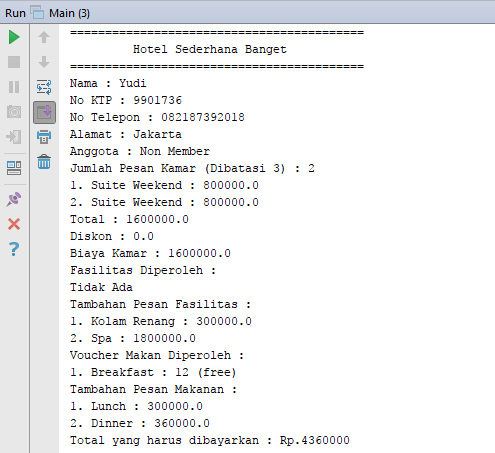 Run Main (3)
==========================================
Hotel Sederhana Banget
==========================================
Nama : Yudi
No KTP : 9901736
No Telepon : 082187392018
Alamat : Jakarta
Anggota : Non Member
Jumlah Pesan Kamar (Dibatasi 3) : 2
1. Suite Weekend : 800000.0
2. Suite Weekend : 800000.0
Total : 1600000.0
Diskon : 0.0
Biaya Kamar : 1600000.0
Fasilitas Diperoleh :
Tidak Ada
Tambahan Pesan Fasilitas :
1. Kolam Renang : 300000.0
2. Spa : 1800000.0
Voucher Makan Diperoleh :
1. Breakfast : 12 (free)
Tambahan Pesan Makanan :
1. Lunch : 300000.0
2. Dinner : 360000.0
Total yang harus dibayarkan : Rp.4360000